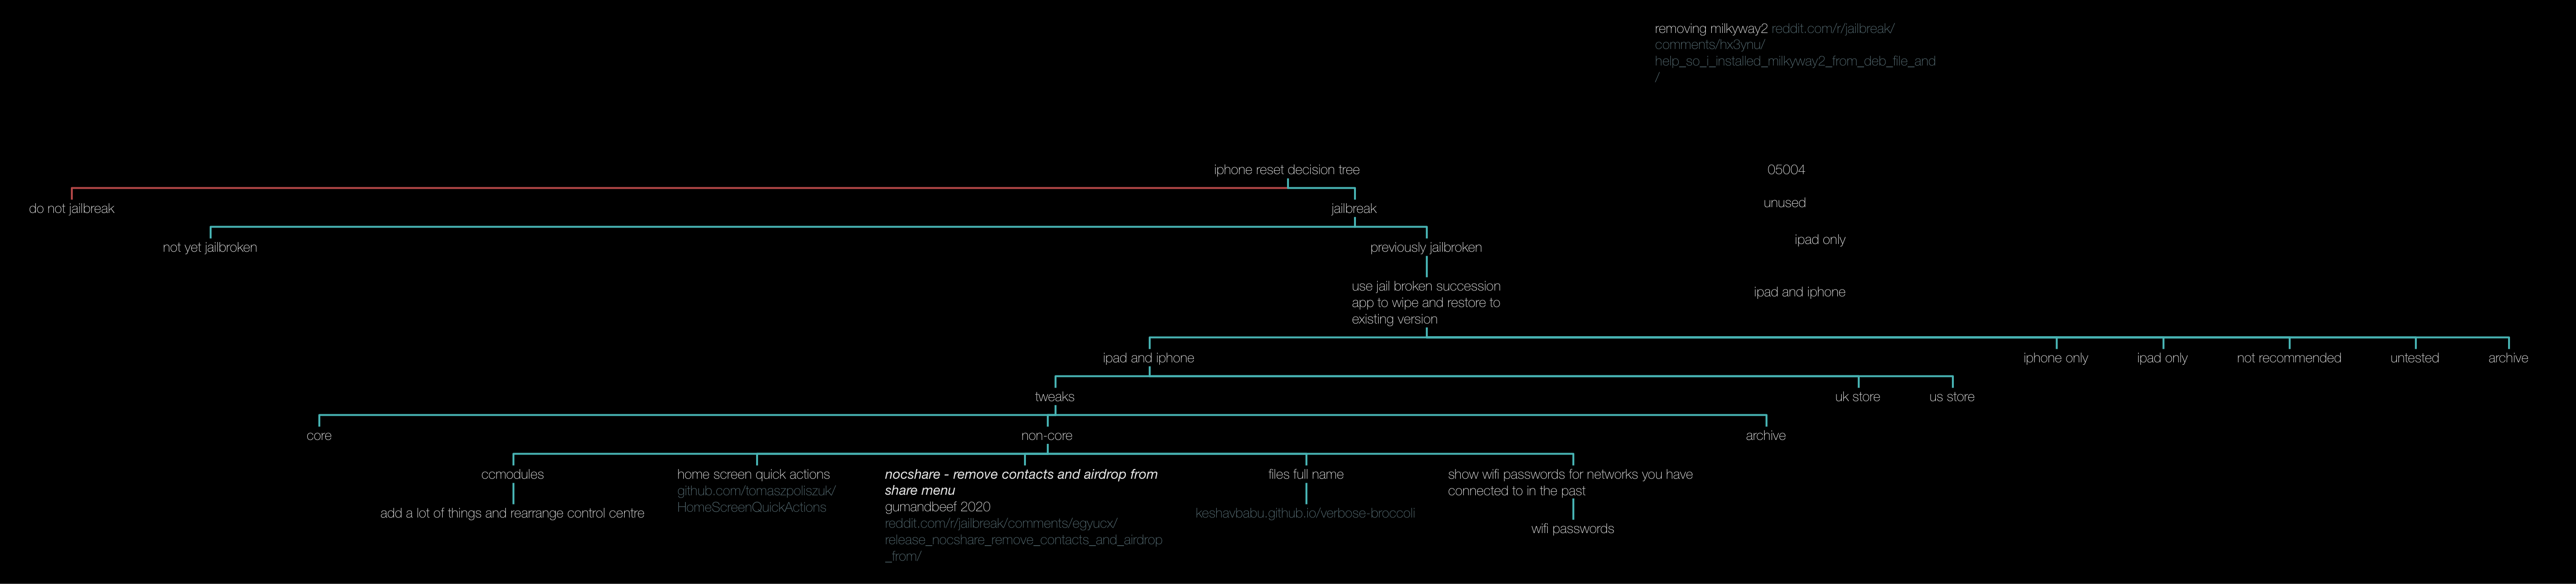 removing milkyway2 reddit.com/r/jailbreak/
comments/hx3ynu/
help_so_i_installed_milkyway2_from_deb_file_and
/
iphone reset decision tree
05004
do not jailbreak
jailbreak
unused
not yet jailbroken
previously jailbroken
ipad only
use jail broken succession
app to wipe and restore to
existing version
ipad and iphone
ipad and iphone
iphone only
ipad only
not recommended
untested
archive
tweaks
uk store
us store
core
non-core
archive
ccmodules
add a lot of things and rearrange control centre
home screen quick actions
github.com/tomaszpoliszuk/
HomeScreenQuickActions
nocshare - remove contacts and airdrop from
share menu
gumandbeef 2020
reddit.com/r/jailbreak/comments/egyucx/
release_nocshare_remove_contacts_and_airdrop
_from/
files full name
keshavbabu.github.io/verbose-broccoli
show wifi passwords for networks you have
connected to in the past
wifi passwords